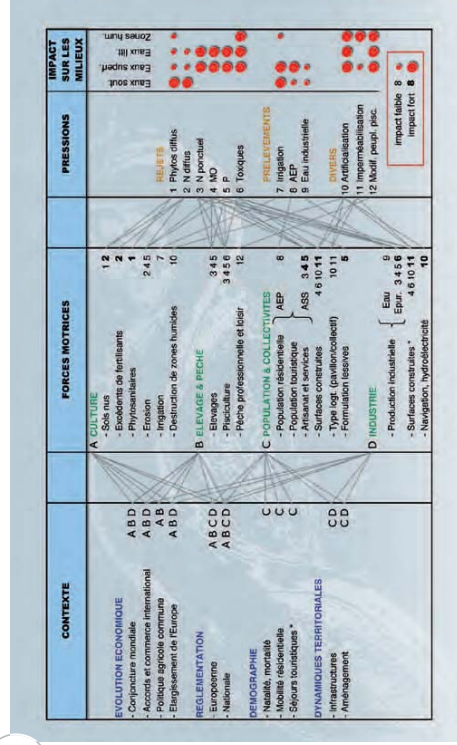 CONTEXTE
EVOLUTION ECONOMIQUE
- Conjoncture mondiale A B D
- Accords et commerce international A B D
- Politique agricole commune A B
- Elargissement de l'Europe A B D
REGLEMENTATION
- Européenne A B C D
- Nationale A B C D
DEMOGRAPHIE
- Natalité, mortalité C
- Mobilité résidentielle C
- Séjours touristiques * C
DYNAMIQUES TERRITORIALES
- Infrastructures C D
- Aménagement C D
FORCES MOTRICES
A CULTURE
- Sols nus 1 2
- Excédents de fertilisants 2
- Phytosanitaires 1
- Erosion 2 4 5
- Irrigation 7
- Destruction de zones humides 10
B ELEVAGE & PECHE
- Elevages 3 4 5
- Pisciculture 3 4 5 6
- Pêche professionnelle et loisir 12
C POPULATION & COLLECTIVITES
- Population résidentielle AEP 8
- Population touristique
- Artisanat et services ASS 3 4 5
- Surfaces construites 4 6 10 11
- Type logt. (pavillon/collectif) 10 11
- Formulation lessives 5
D INDUSTRIE
- Production industrielle Eau 9
Epur. 3 4 5 6
- Surfaces construites * 4 6 10 11
- Navigation, hydroélectricité 10
PRESSIONS
REJETS
1 Phytos diffus
2 N diffus
3 N ponctuel
4 MO
5 P
6 Toxiques
PRELEVEMENTS
7 Irrigation
8 AEP
9 Eau industrielle
DIVERS
10 Artificialisation
11 Imperméabilisation
12 Modif. peupl. pisc.
IMPACT
SUR LES
MILIEUX
Eaux sout.
Eaux superf.
Eaux litt.
Zones hum.
impact faible 8
impact fort 8